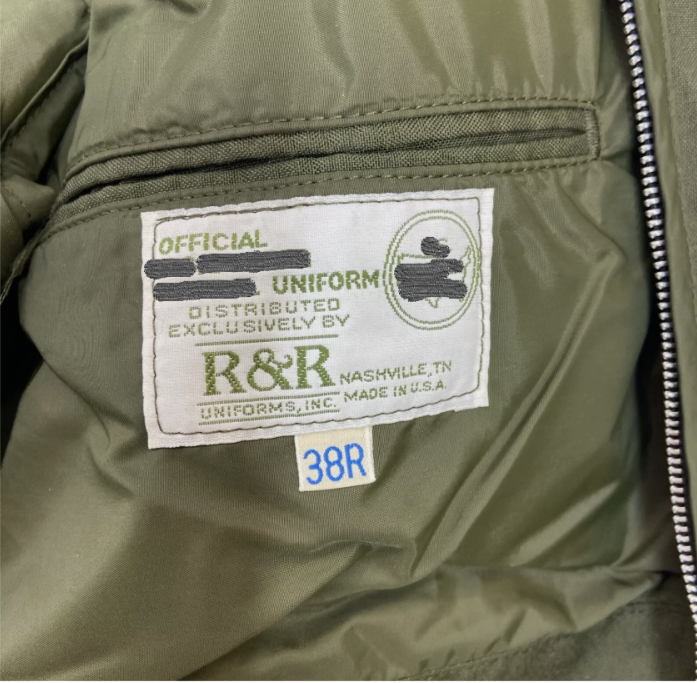 OFFICIAL
UNIFORM
DISTRIBUTED
EXCLUSIVELY BY
R&R
UNIFORMS, INC.
NASHVILLE, TN
MADE IN U.S.A.
38R